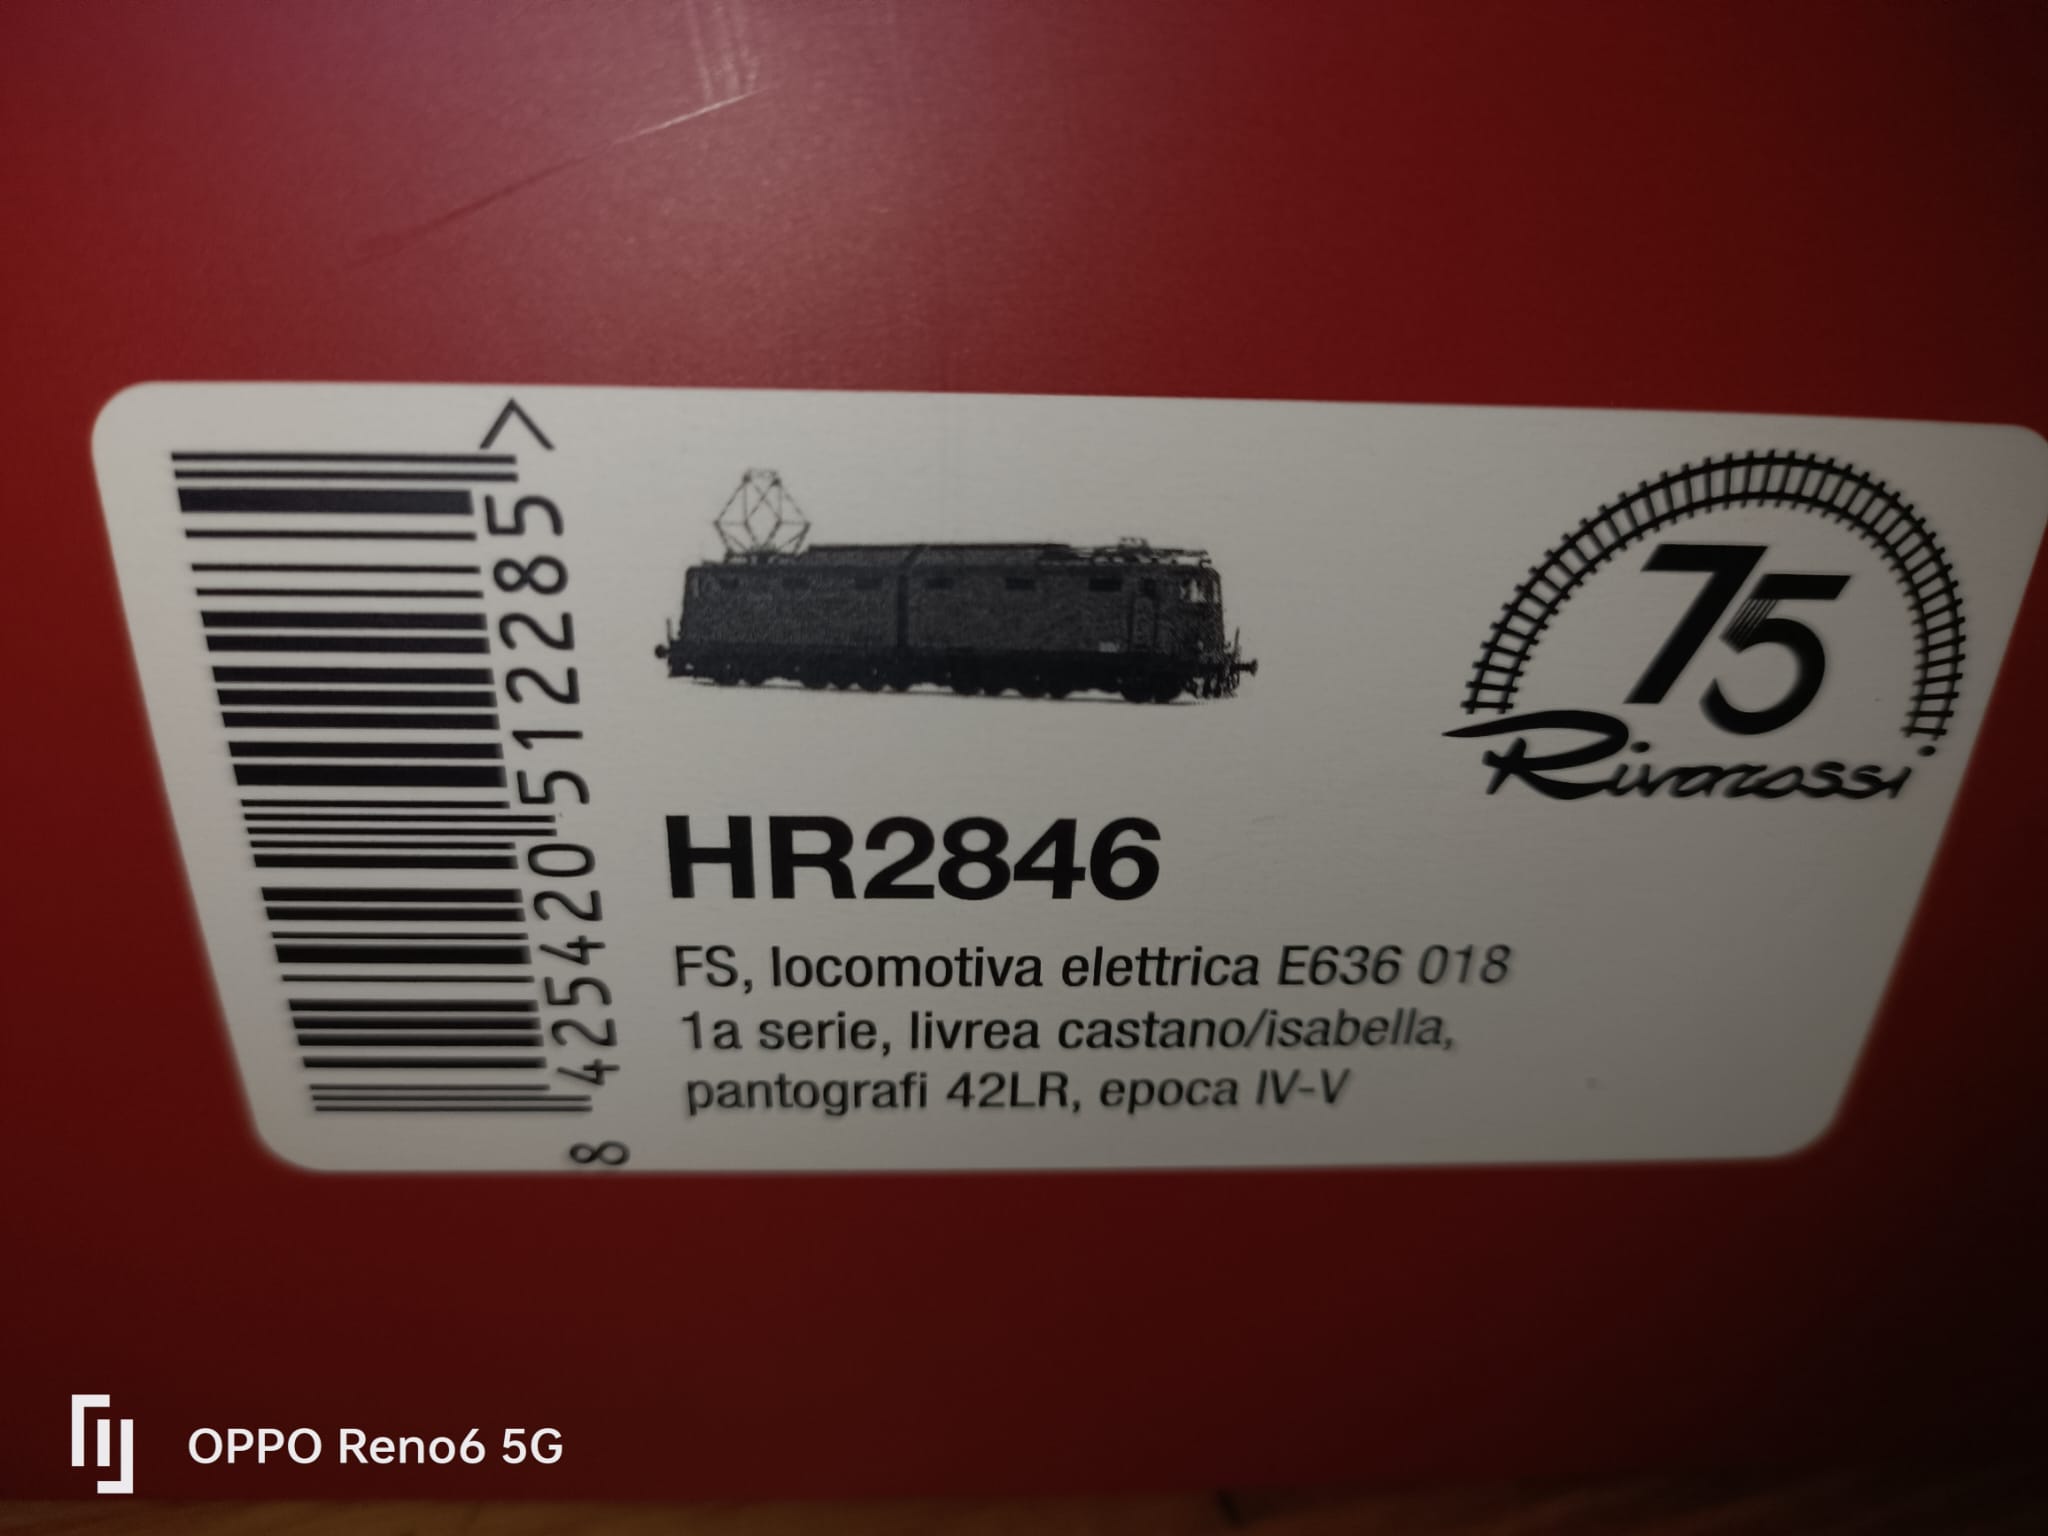 8 425420 512285 >
75
Rivarossi
HR2846
FS, locomotiva elettrica E636 018
1a serie, livrea castano/isabella,
pantografi 42LR, epoca IV-V
OPPO Reno6 5G